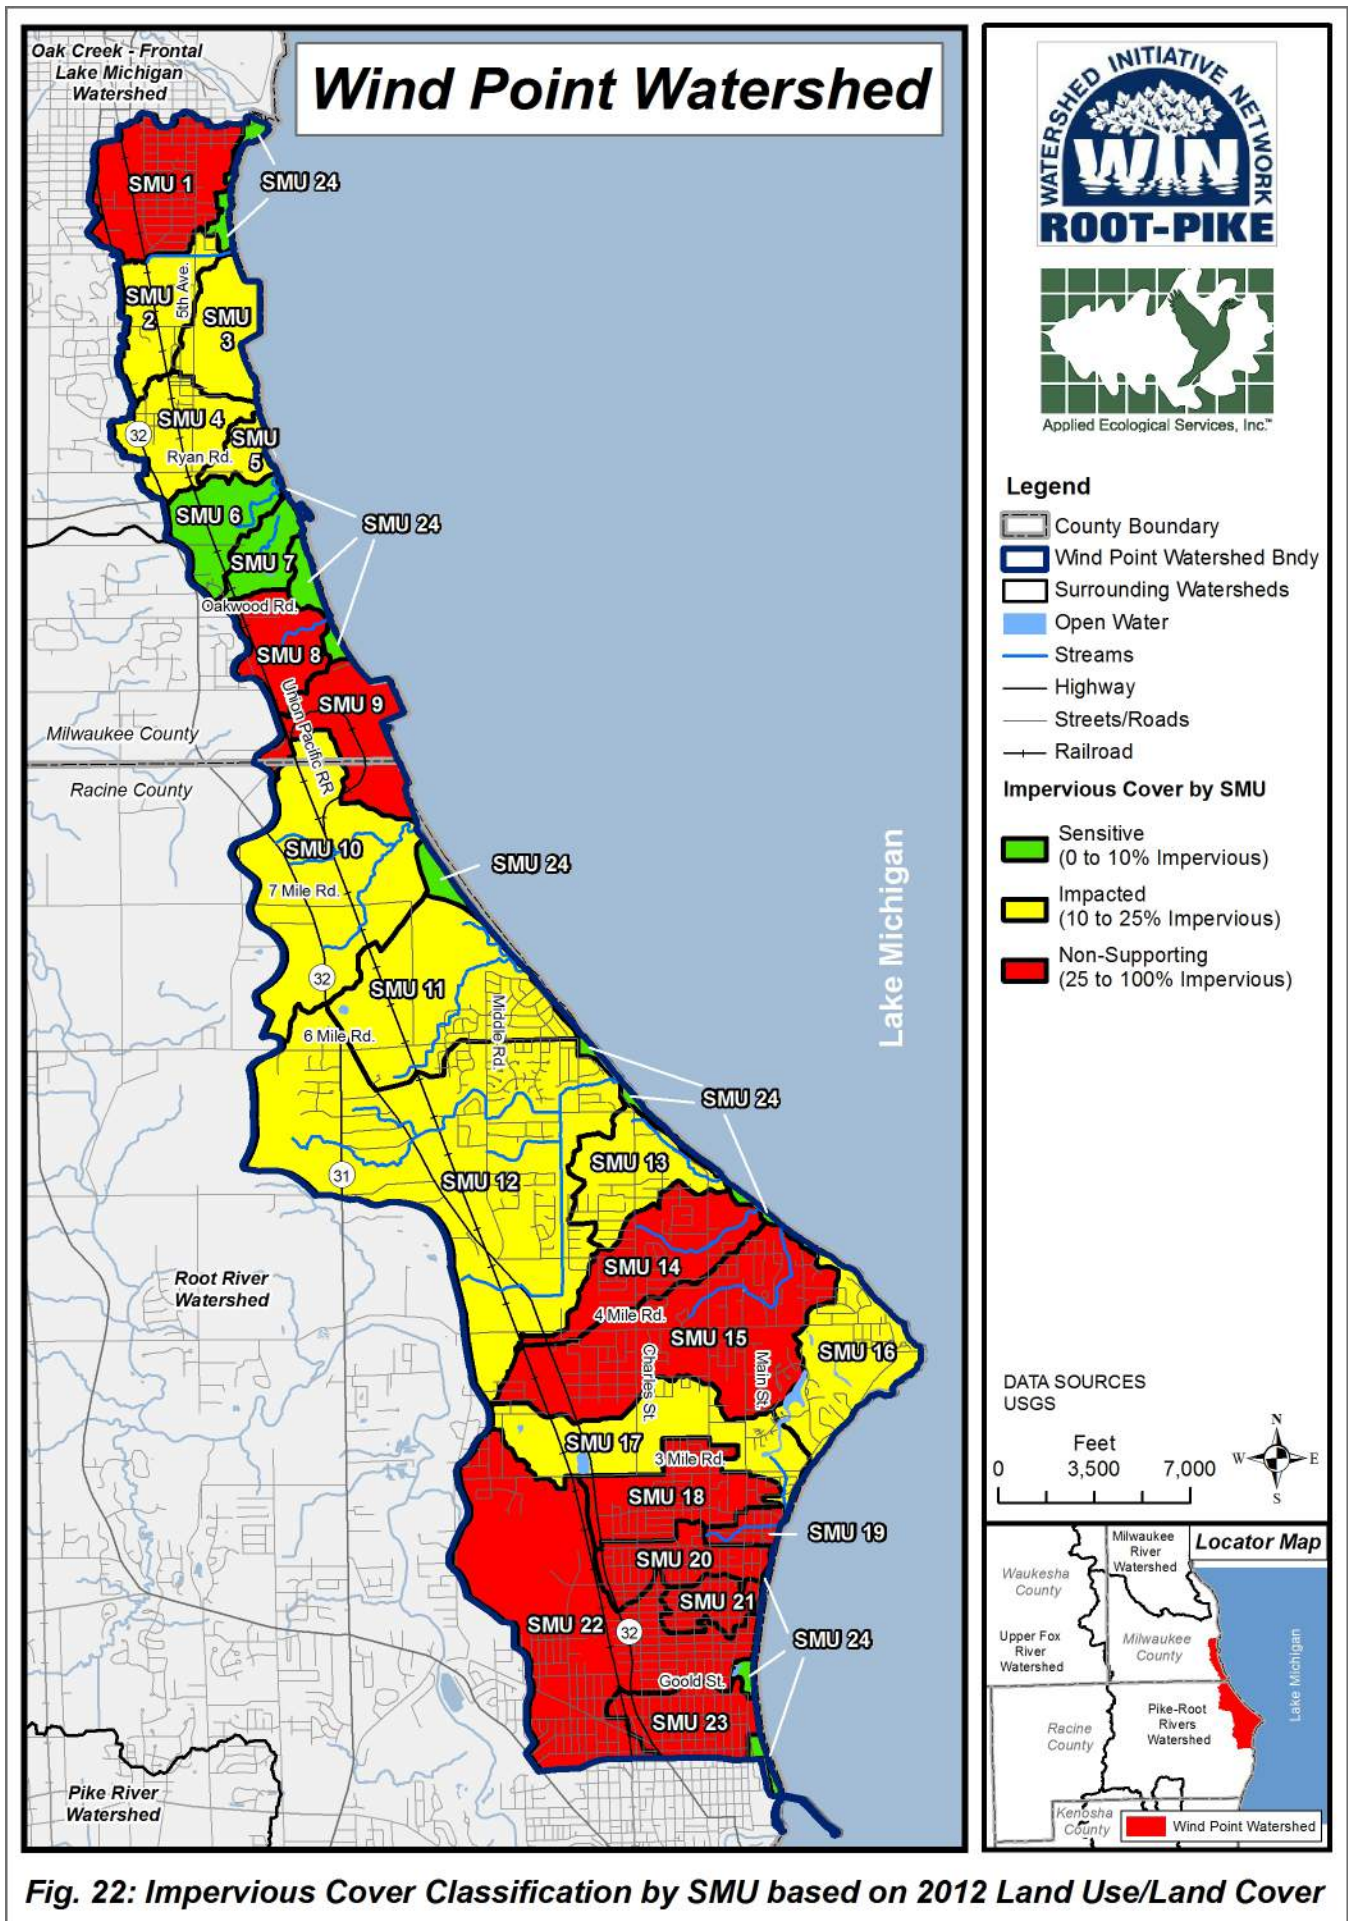 Wind Point Watershed
Oak Creek - Frontal
Lake Michigan
Watershed
SMU 1
SMU 24
5th Ave.
SMU
2
SMU
3
SMU 4
32
Ryan Rd.
SMU
5
SMU 6
SMU 24
SMU 7
Oakwood Rd.
SMU 8
Union Pacific RR
SMU 9
Milwaukee County
Racine County
SMU 10
SMU 24
7 Mile Rd.
Lake Michigan
32
SMU 11
Middle Rd.
6 Mile Rd.
SMU 24
31
SMU 12
SMU 13
Root River
Watershed
SMU 14
4 Mile Rd.
SMU 15
Charles St.
Main St.
SMU 16
SMU 17
3 Mile Rd.
SMU 18
SMU 19
SMU 20
SMU 21
SMU 22
32
SMU 24
Goold St.
SMU 23
Pike River
Watershed
WATERSHED INITIATIVE NETWORK
WIN
ROOT-PIKE
Applied Ecological Services, Inc.™
Legend
County Boundary
Wind Point Watershed Bndy
Surrounding Watersheds
Open Water
Streams
Highway
Streets/Roads
Railroad
Impervious Cover by SMU
Sensitive
(0 to 10% Impervious)
Impacted
(10 to 25% Impervious)
Non-Supporting
(25 to 100% Impervious)
DATA SOURCES
USGS
Feet
0 3,500 7,000
N
W E
S
Locator Map
Milwaukee
River
Watershed
Waukesha
County
Upper Fox
River
Watershed
Milwaukee
County
Lake Michigan
Racine
County
Pike-Root
Rivers
Watershed
Kenosha
County
Wind Point Watershed
Fig. 22: Impervious Cover Classification by SMU based on 2012 Land Use/Land Cover